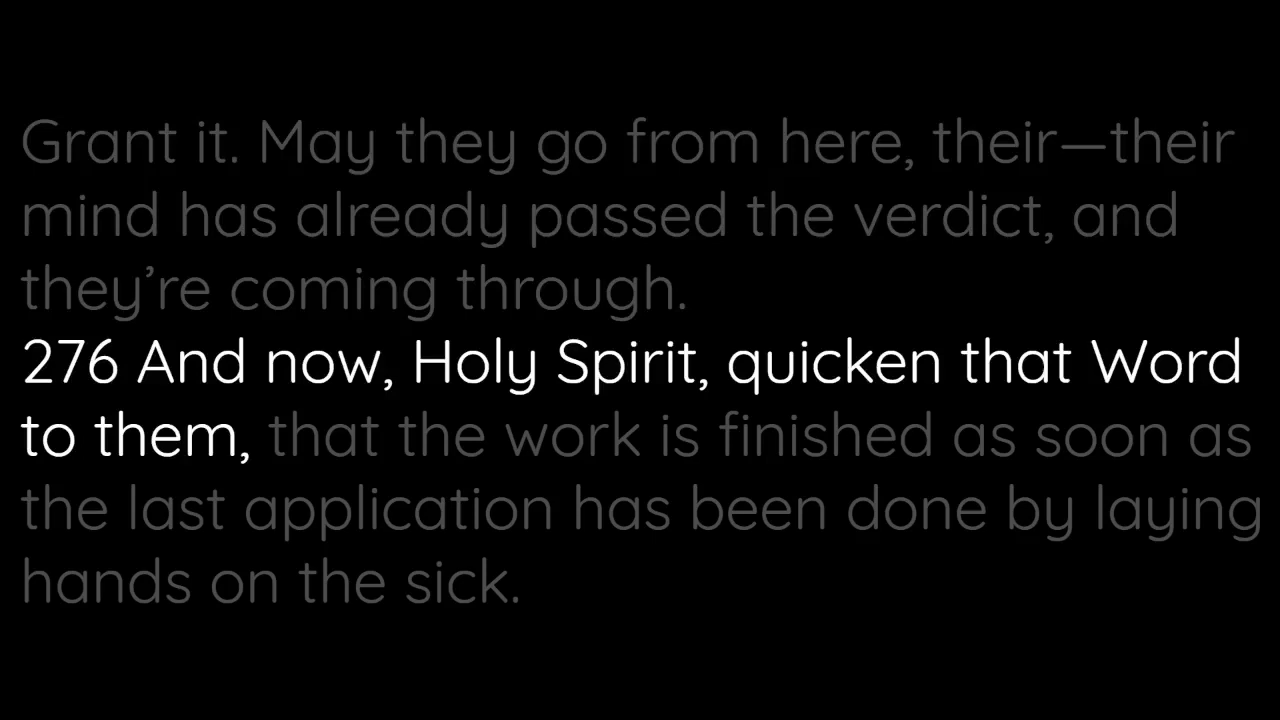 Grant it. May they go from here, their—their
mind has already passed the verdict, and
they’re coming through.
276 And now, Holy Spirit, quicken that Word
to them, that the work is finished as soon as
the last application has been done by laying
hands on the sick.